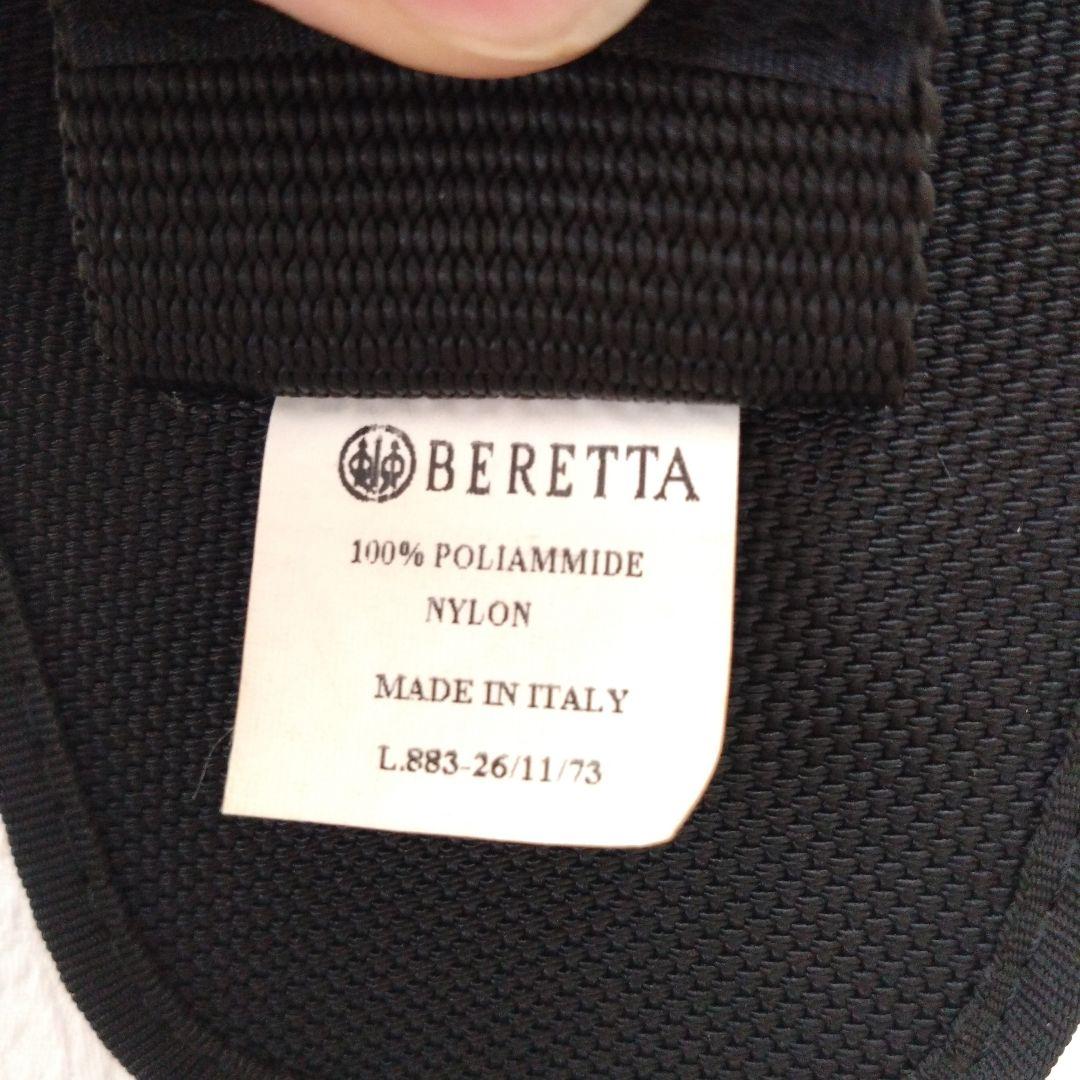 BERETTA
100% POLIAMMIDE
NYLON
MADE IN ITALY
L.883-26/11/73